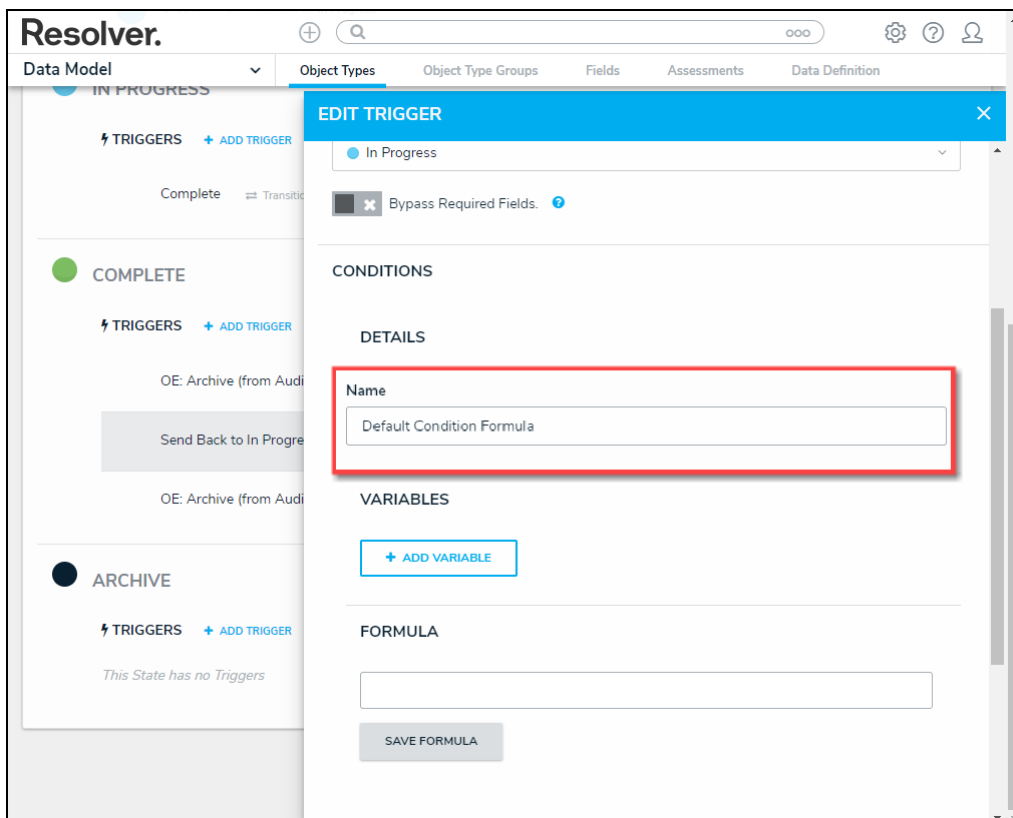 Resolver.
Data Model
Object Types
Object Type Groups
Fields
Assessments
Data Definition
IN PROGRESS
TRIGGERS + ADD TRIGGER
Complete
COMPLETE
TRIGGERS + ADD TRIGGER
OE: Archive (from Audi
Send Back to In Progre
OE: Archive (from Audi
ARCHIVE
TRIGGERS + ADD TRIGGER
This State has no Triggers
EDIT TRIGGER
In Progress
Bypass Required Fields. ?
CONDITIONS
DETAILS
Name
Default Condition Formula
VARIABLES
+ ADD VARIABLE
FORMULA
SAVE FORMULA